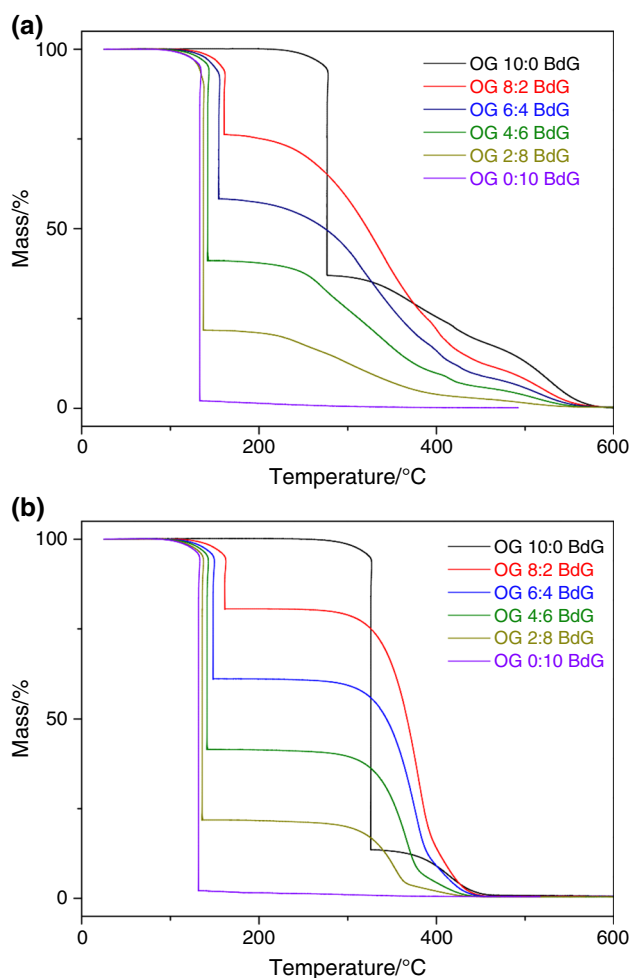 (a)
100
50
0
Mass/%
OG 10:0 BdG
OG 8:2 BdG
OG 6:4 BdG
OG 4:6 BdG
OG 2:8 BdG
OG 0:10 BdG
0 200 400 600
Temperature/°C
(b)
100
50
0
Mass/%
OG 10:0 BdG
OG 8:2 BdG
OG 6:4 BdG
OG 4:6 BdG
OG 2:8 BdG
OG 0:10 BdG
0 200 400 600
Temperature/°C